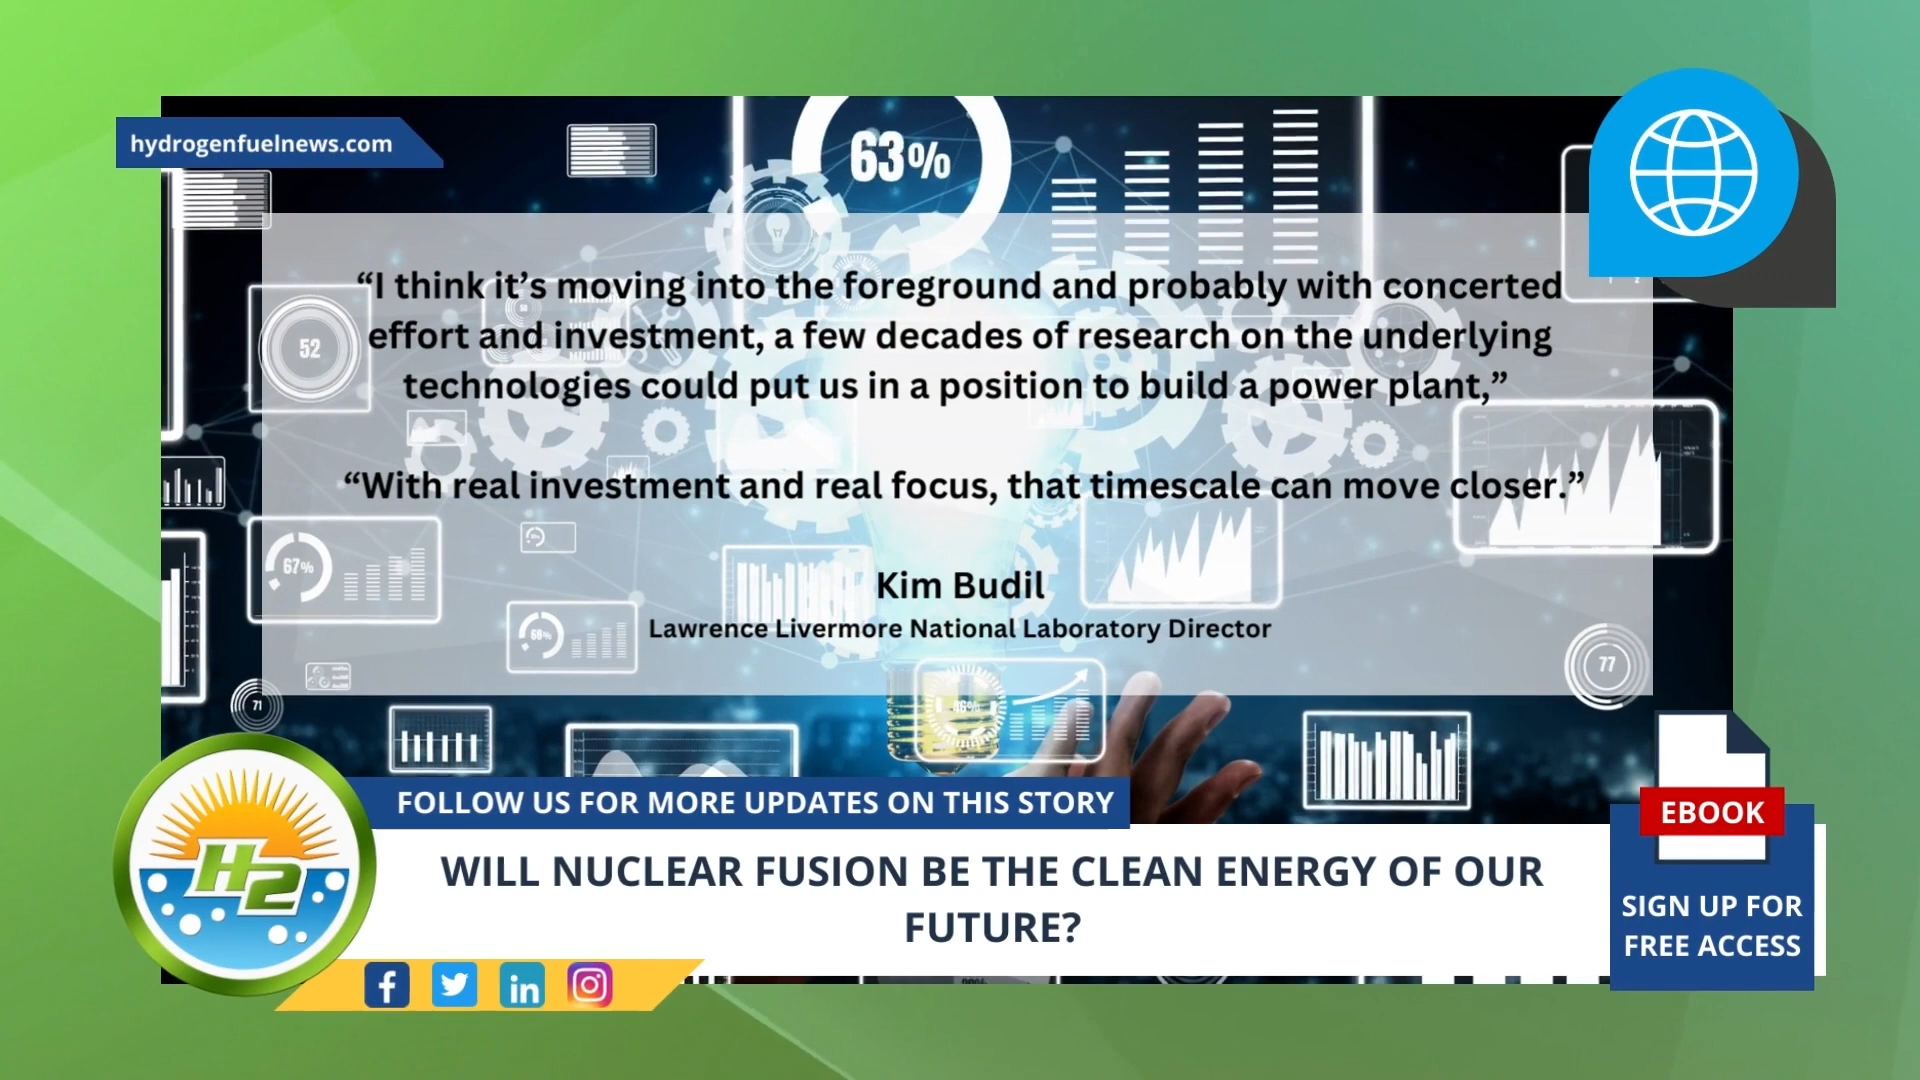 hydrogenfuelnews.com
63%
“I think it’s moving into the foreground and probably with concerted
effort and investment, a few decades of research on the underlying
technologies could put us in a position to build a power plant,”
52
“With real investment and real focus, that timescale can move closer.”
67%
Kim Budil
Lawrence Livermore National Laboratory Director
77
71
FOLLOW US FOR MORE UPDATES ON THIS STORY
H2
WILL NUCLEAR FUSION BE THE CLEAN ENERGY OF OUR
FUTURE?
EBOOK
SIGN UP FOR
FREE ACCESS